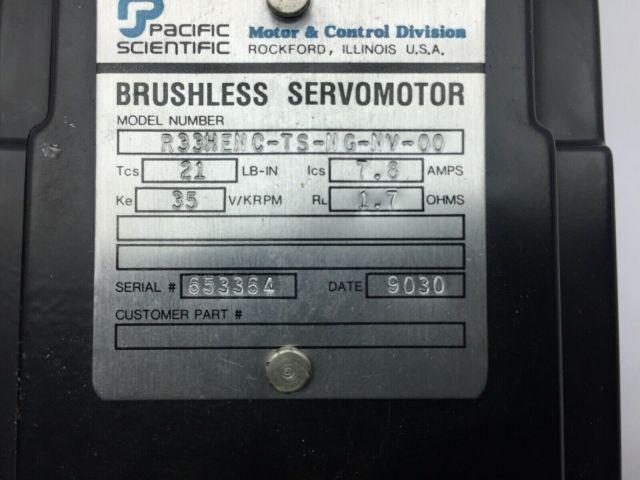 PACIFIC SCIENTIFIC Motor & Control Division
ROCKFORD, ILLINOIS U.S.A.
BRUSHLESS SERVOMOTOR
MODEL NUMBER
R33HENC-TS-NG-NV-00
Tcs 21 LB-IN Ics 7.8 AMPS
Ke 35 V/KRPM RL 1.7 OHMS
SERIAL # 653364 DATE 9030
CUSTOMER PART #